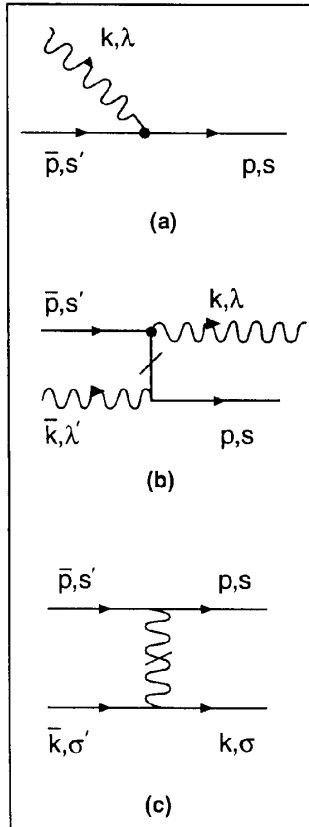 k,λ
p̄,s′ p,s
(a)
p̄,s′ k,λ
k̄,λ′ p,s
(b)
p̄,s′ p,s
k̄,σ′ k,σ
(c)